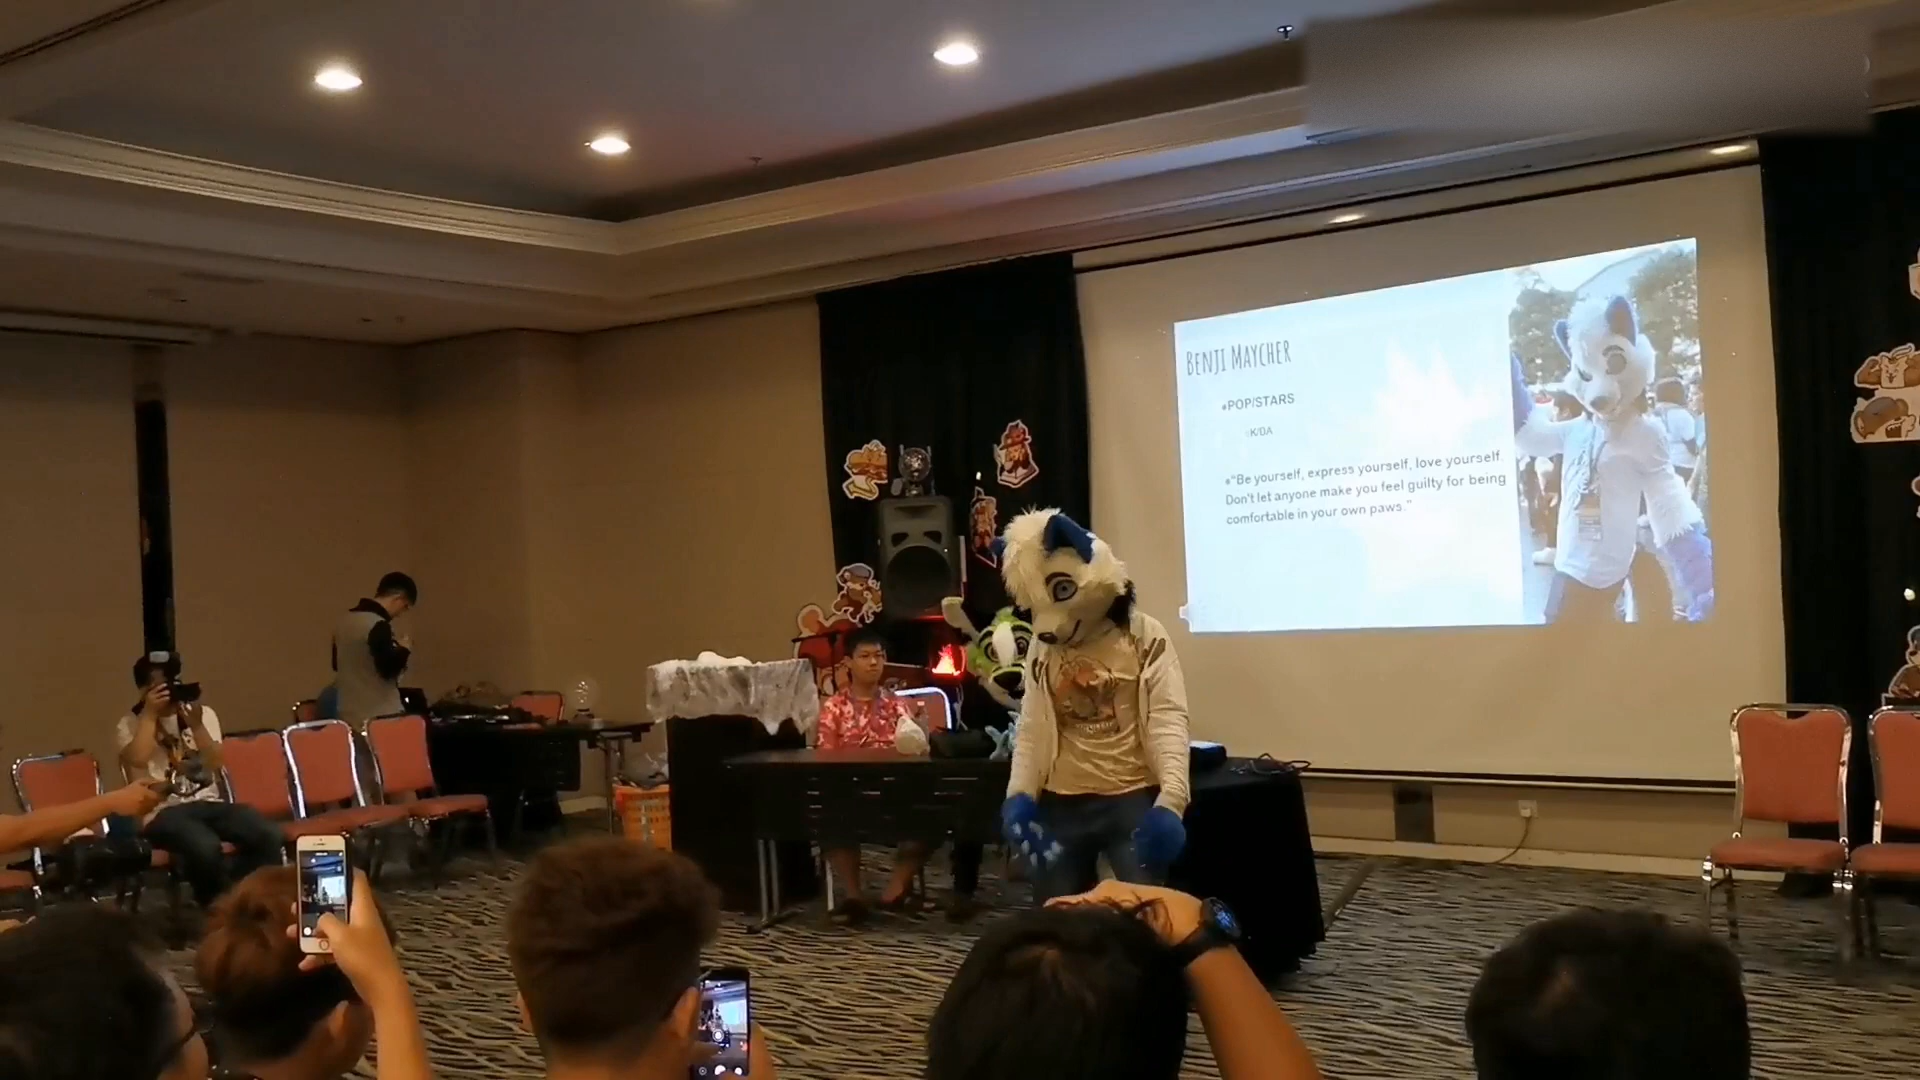 BENJI MAYCHER
•POP/STARS
○K/DA
•"Be yourself, express yourself, love yourself.
Don't let anyone make you feel guilty for being
comfortable in your own paws."